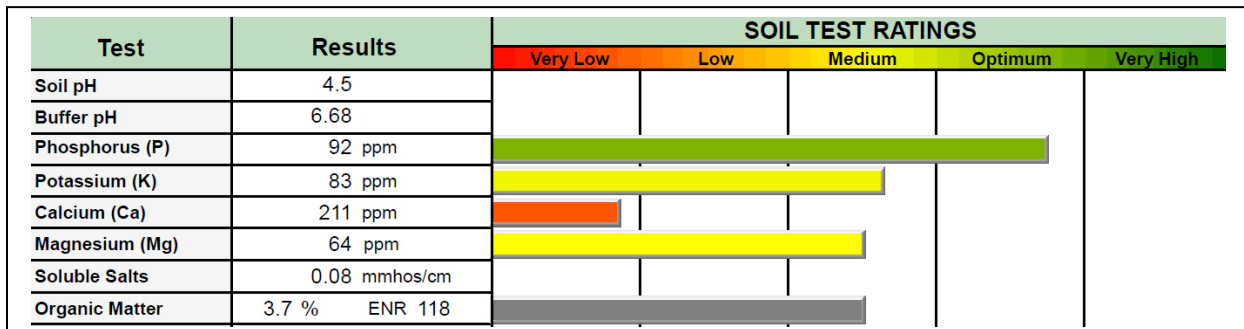 Test Results SOIL TEST RATINGS
Very Low Low Medium Optimum Very High
Soil pH 4.5
Buffer pH 6.68
Phosphorus (P) 92 ppm
Potassium (K) 83 ppm
Calcium (Ca) 211 ppm
Magnesium (Mg) 64 ppm
Soluble Salts 0.08 mmhos/cm
Organic Matter 3.7 % ENR 118